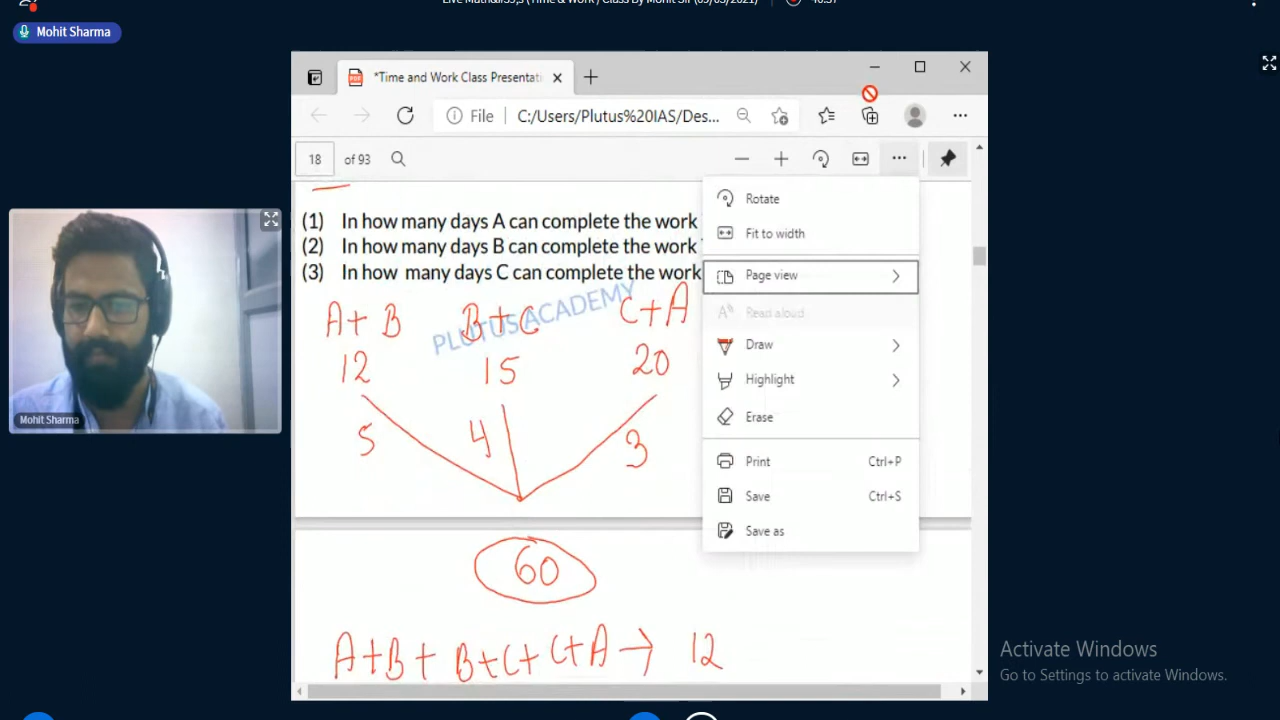 Mohit Sharma
*Time and Work Class Presentati
File C:/Users/Plutus%20IAS/Des...
18 of 93
(1) In how many days A can complete the work
(2) In how many days B can complete the work
(3) In how many days C can complete the work
PLUTUS ACADEMY
A+B B+C C+A
12 15 20
5 4 3
60
A+B+ B+C+ C+A → 12
Rotate
Fit to width
Page view
Read aloud
Draw
Highlight
Erase
Print Ctrl+P
Save Ctrl+S
Save as
Mohit Sharma
Activate Windows
Go to Settings to activate Windows.